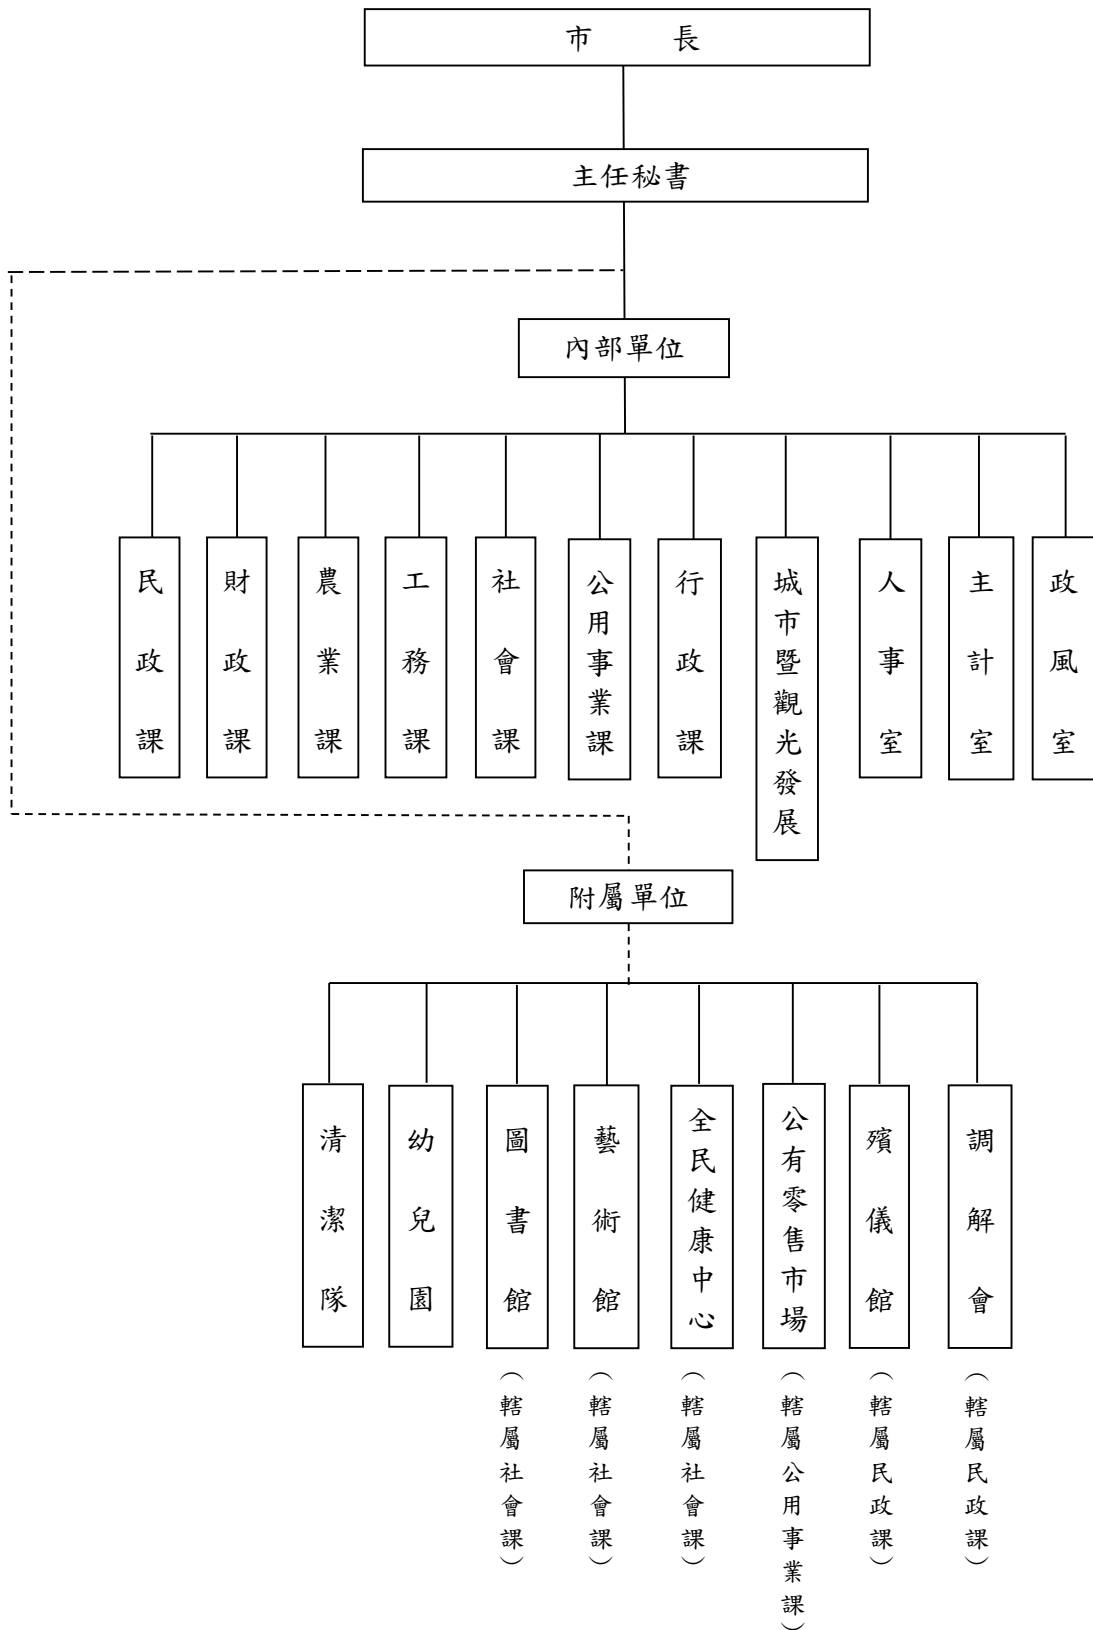 市 長
主任秘書
內部單位
民政課
財政課
農業課
工務課
社會課
公用事業課
行政課
城市暨觀光發展
人事室
主計室
政風室
附屬單位
清潔隊
幼兒園
圖書館
藝術館
全民健康中心
公有零售市場
殯儀館
調解會
（轄屬社會課）
（轄屬社會課）
（轄屬社會課）
（轄屬公用事業課）
（轄屬民政課）
（轄屬民政課）